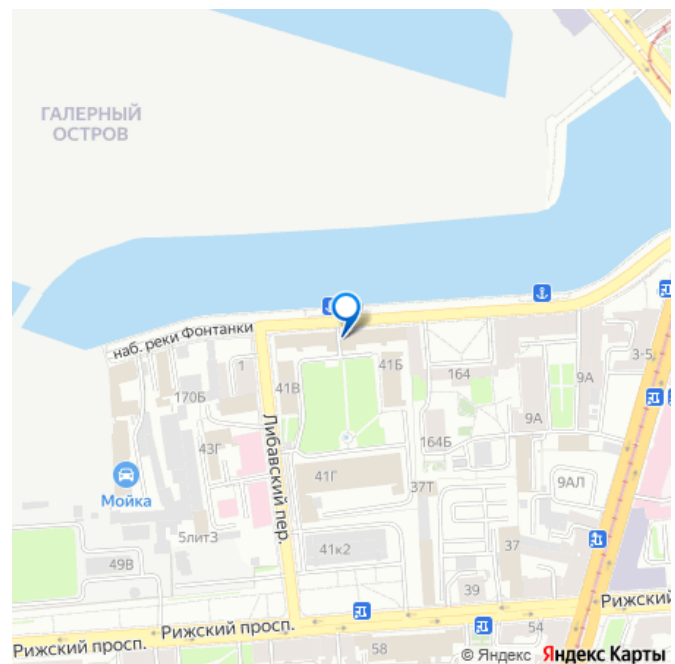 ГАЛЕРНЫЙ
ОСТРОВ
наб. реки Фонтанки
1
3-5
41В
41Б
164
9А
170Б
9А
Либавский пер.
43Г
164Б
41Г
Мойка
37Т
9АЛ
5лит3
41к2
37
49В
39
Рижский
Рижский просп.
54
Рижский просп.
58
© Яндекс Яндекс Карты